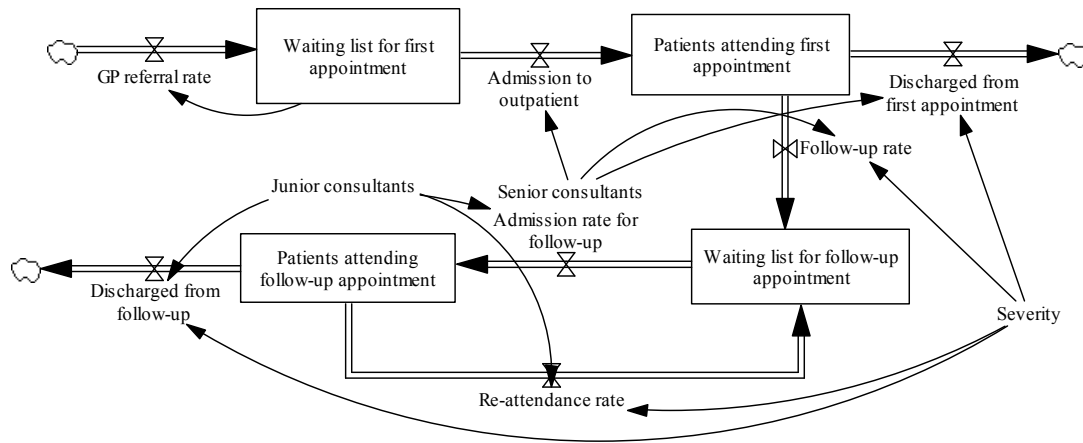 Waiting list for first
appointment
Patients attending first
appointment
GP referral rate
Admission to
outpatient
Discharged from
first appointment
Follow-up rate
Junior consultants
Senior consultants
Admission rate for
follow-up
Patients attending
follow-up appointment
Waiting list for follow-up
appointment
Discharged from
follow-up
Severity
Re-attendance rate